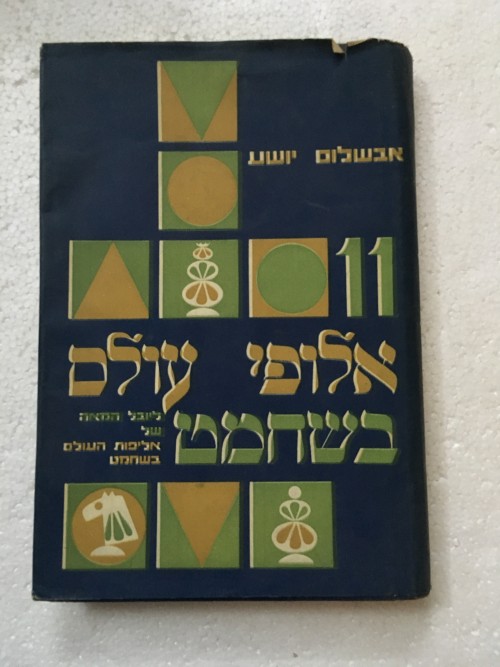 אבשלום יושע
11
אלופי עולם
בשחמט
ליובל המאה
של
אליפות העולם
בשחמט